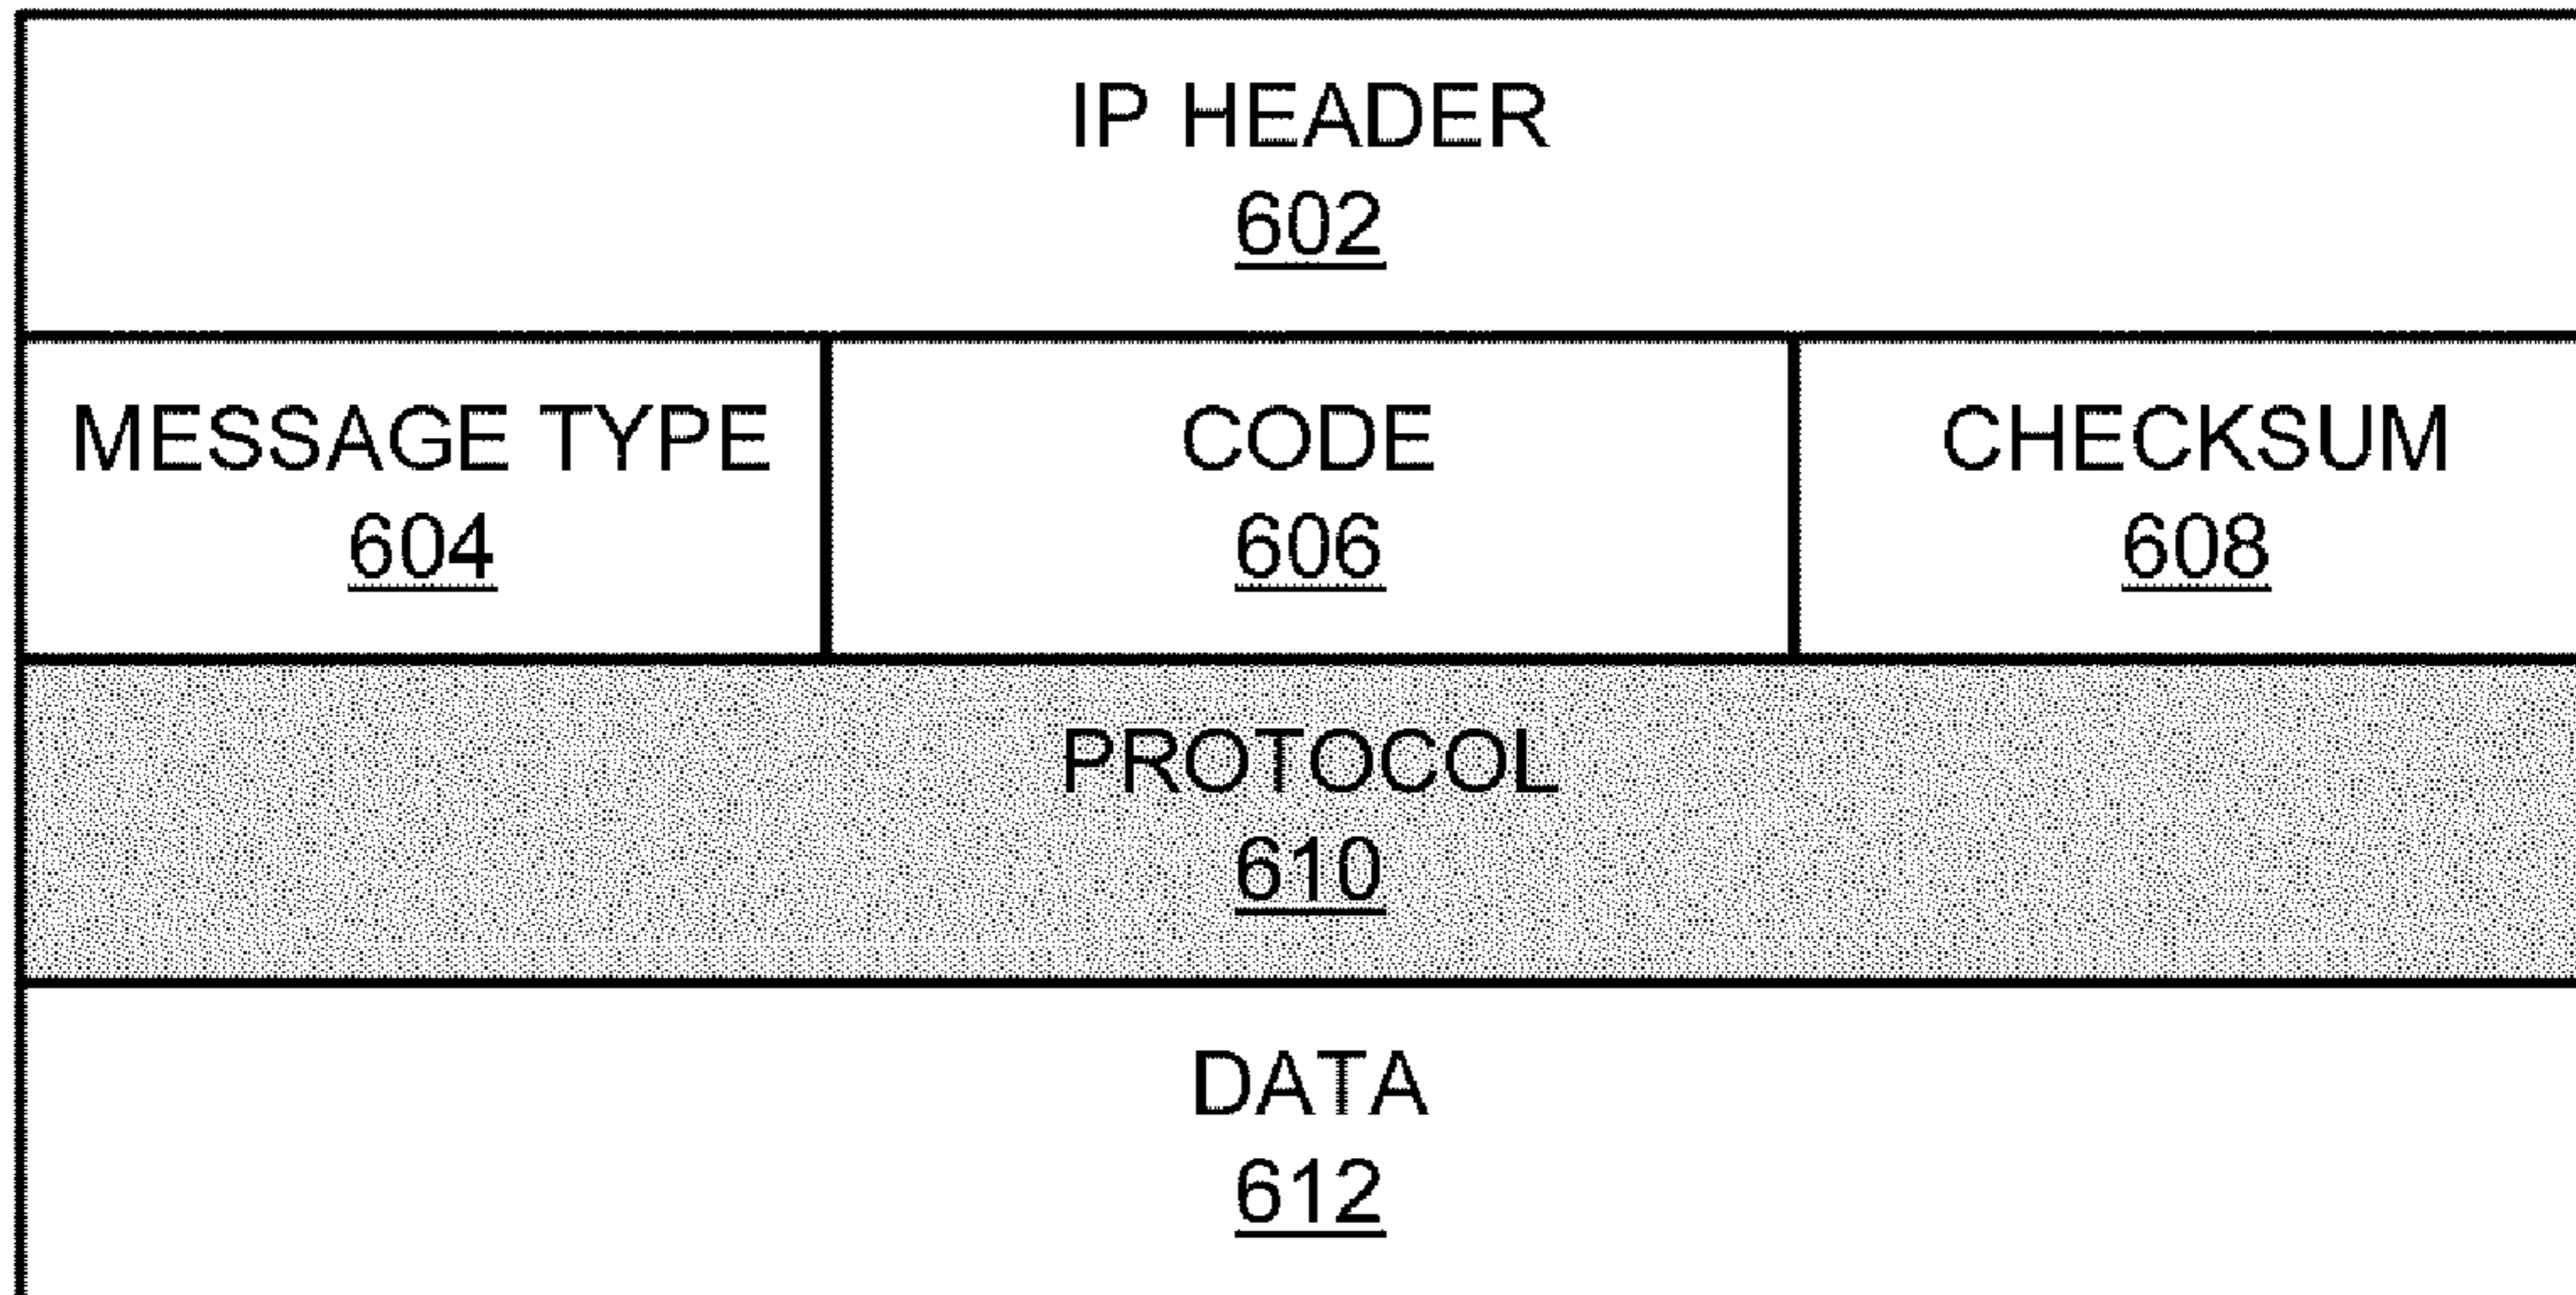 IP HEADER
602
MESSAGE TYPE
604
CODE
606
CHECKSUM
608
PROTOCOL
610
DATA
612